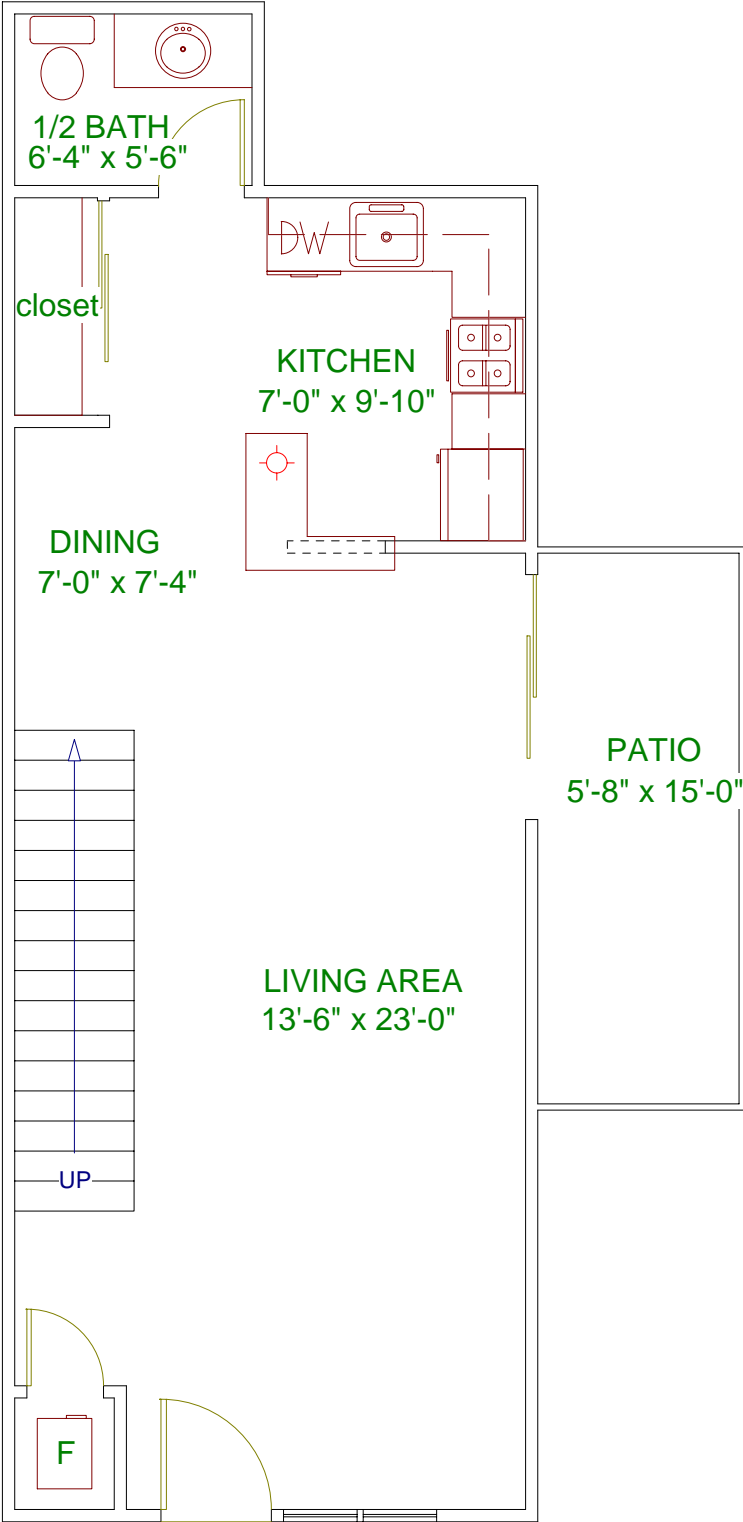 1/2 BATH
6'-4" x 5'-6"
DW
closet
KITCHEN
7'-0" x 9'-10"
DINING
7'-0" x 7'-4"
PATIO
5'-8" x 15'-0"
LIVING AREA
13'-6" x 23'-0"
UP
F